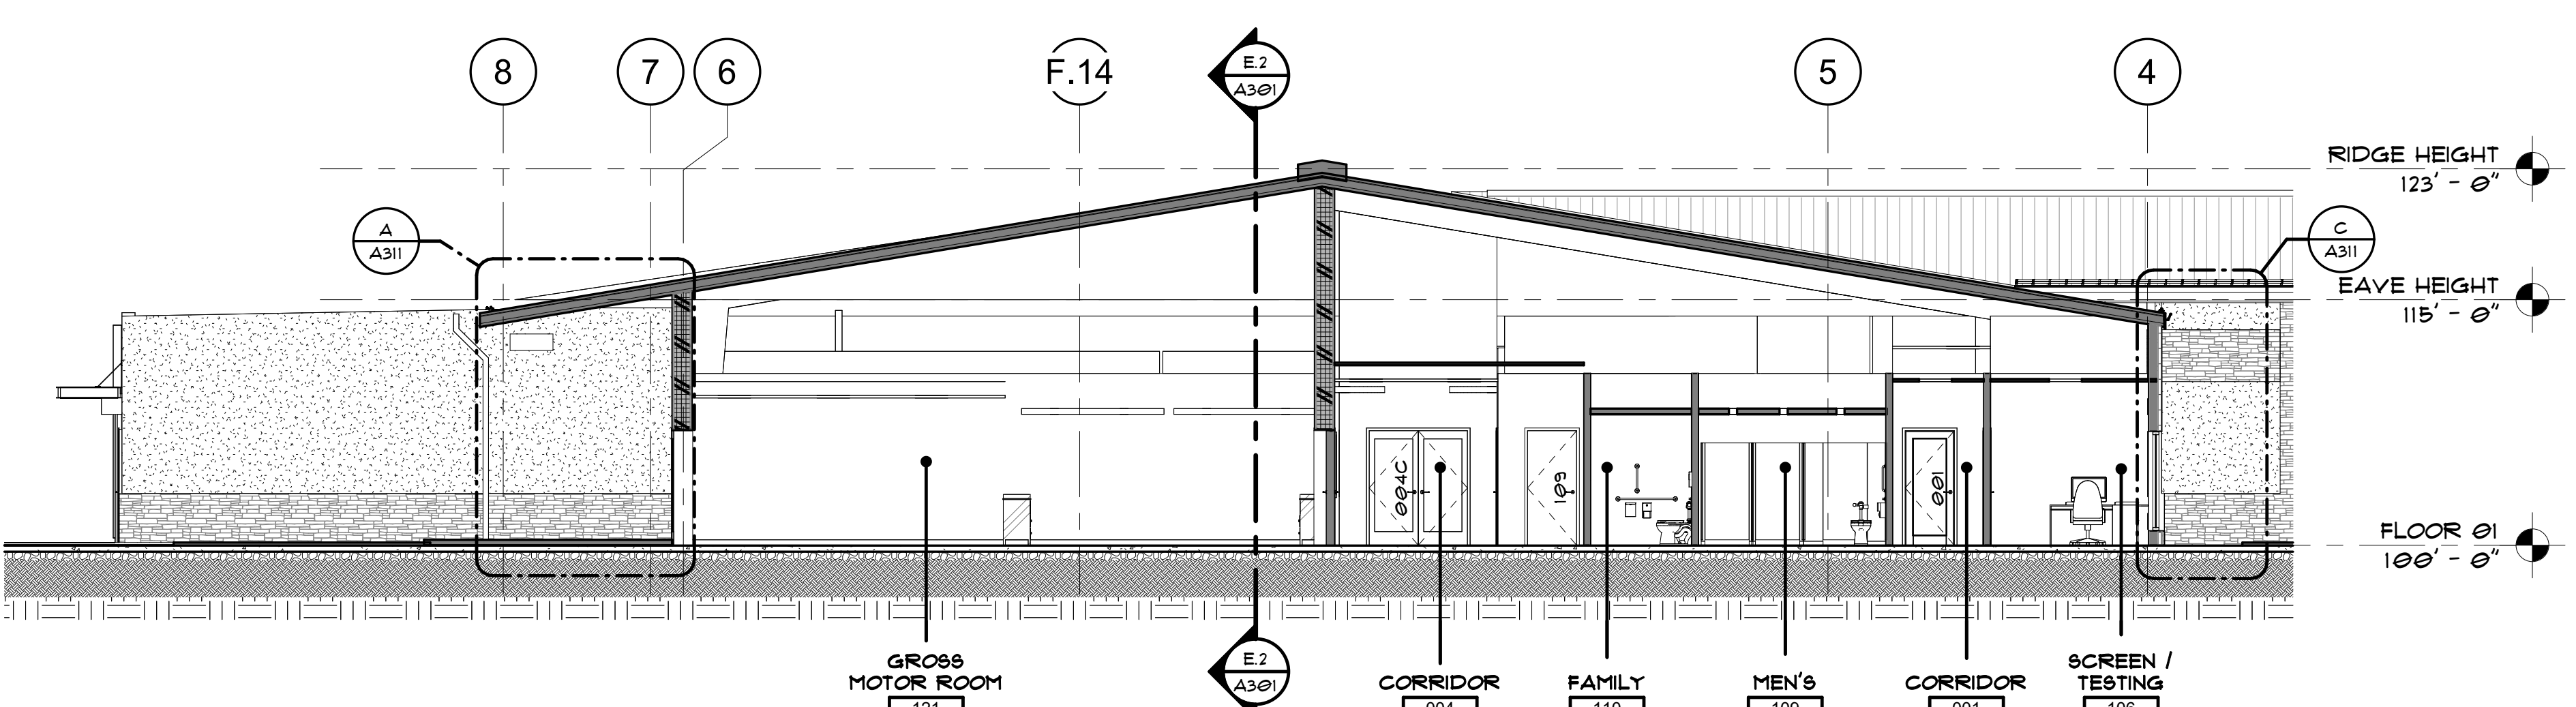 8
7
6
F.14
E.2
A301
5
4
RIDGE HEIGHT
123' - 0"
A
A311
C
A311
EAVE HEIGHT
115' - 0"
004C
109
001
FLOOR 01
100' - 0"
E.2
A301
GROSS
MOTOR ROOM
CORRIDOR
FAMILY
MEN'S
CORRIDOR
SCREEN /
TESTING